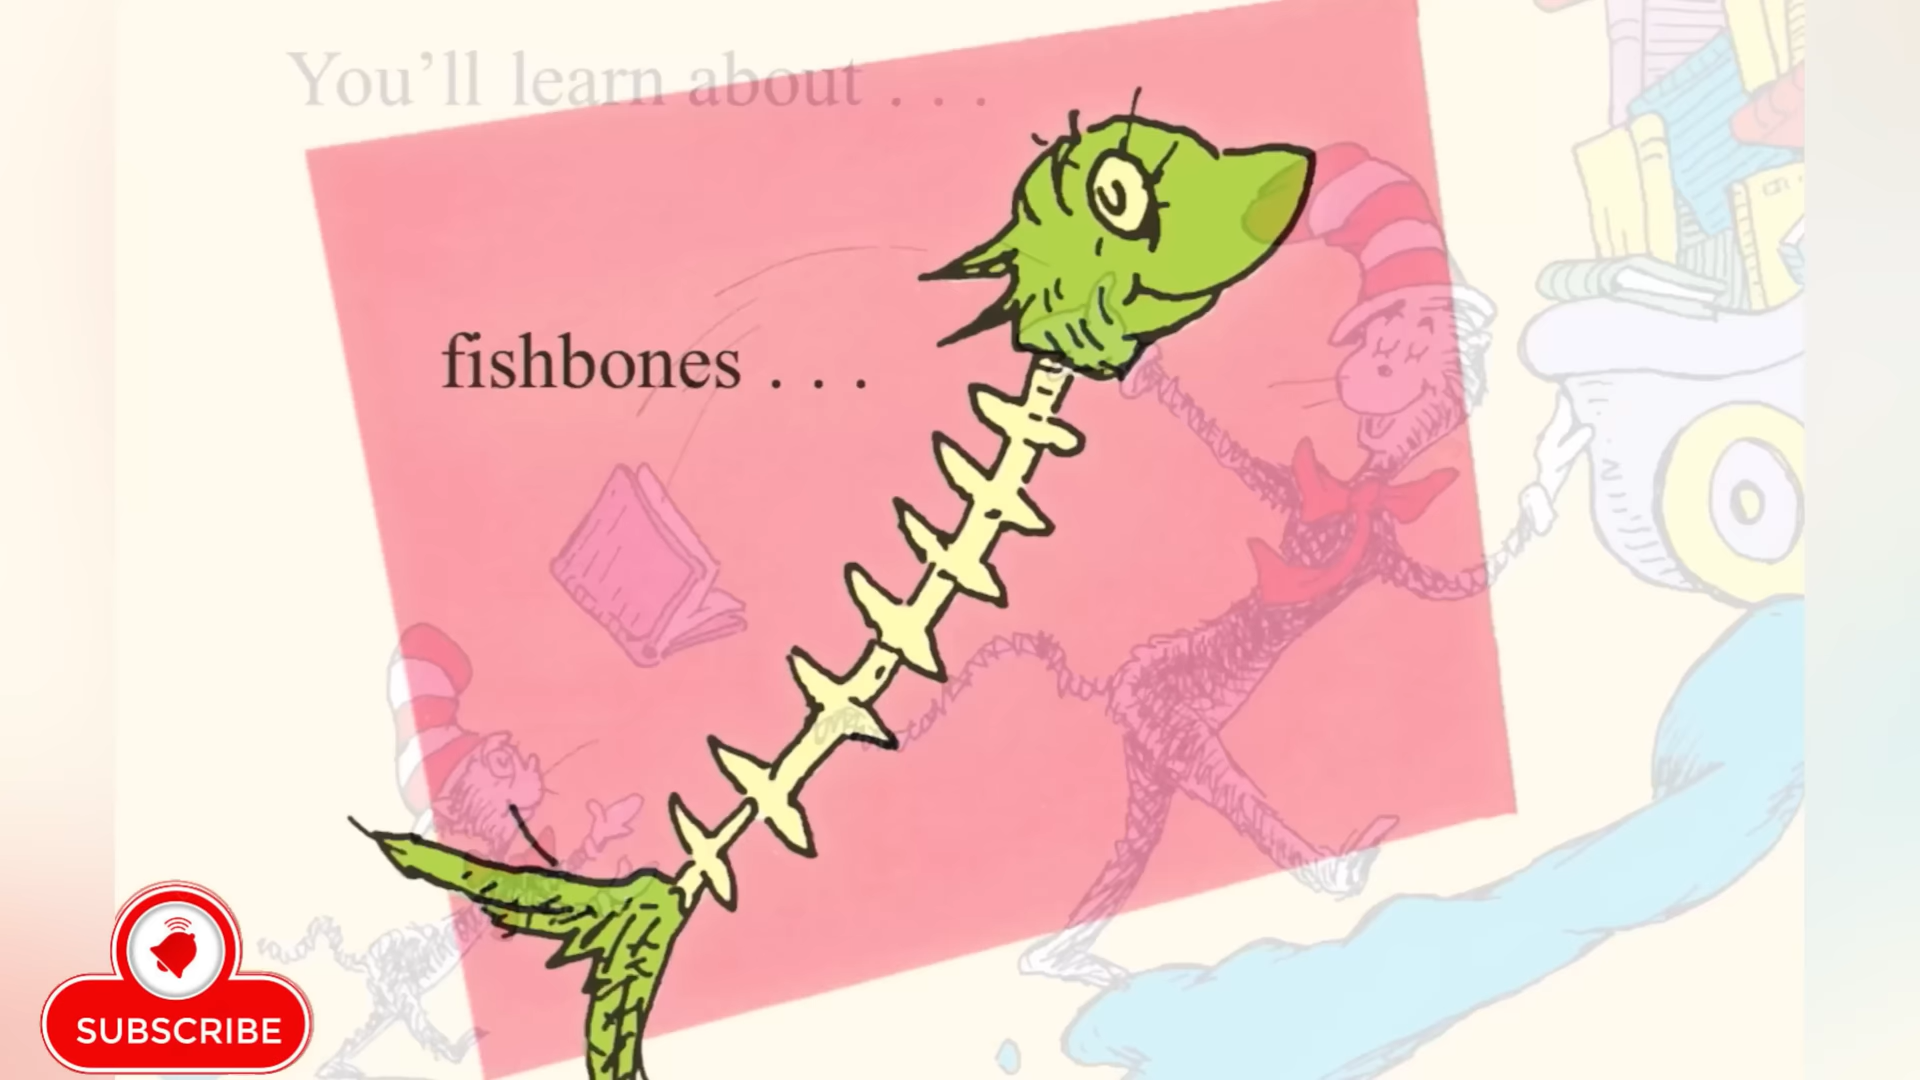 You’ll learn about . . .
fishbones . . .
SUBSCRIBE